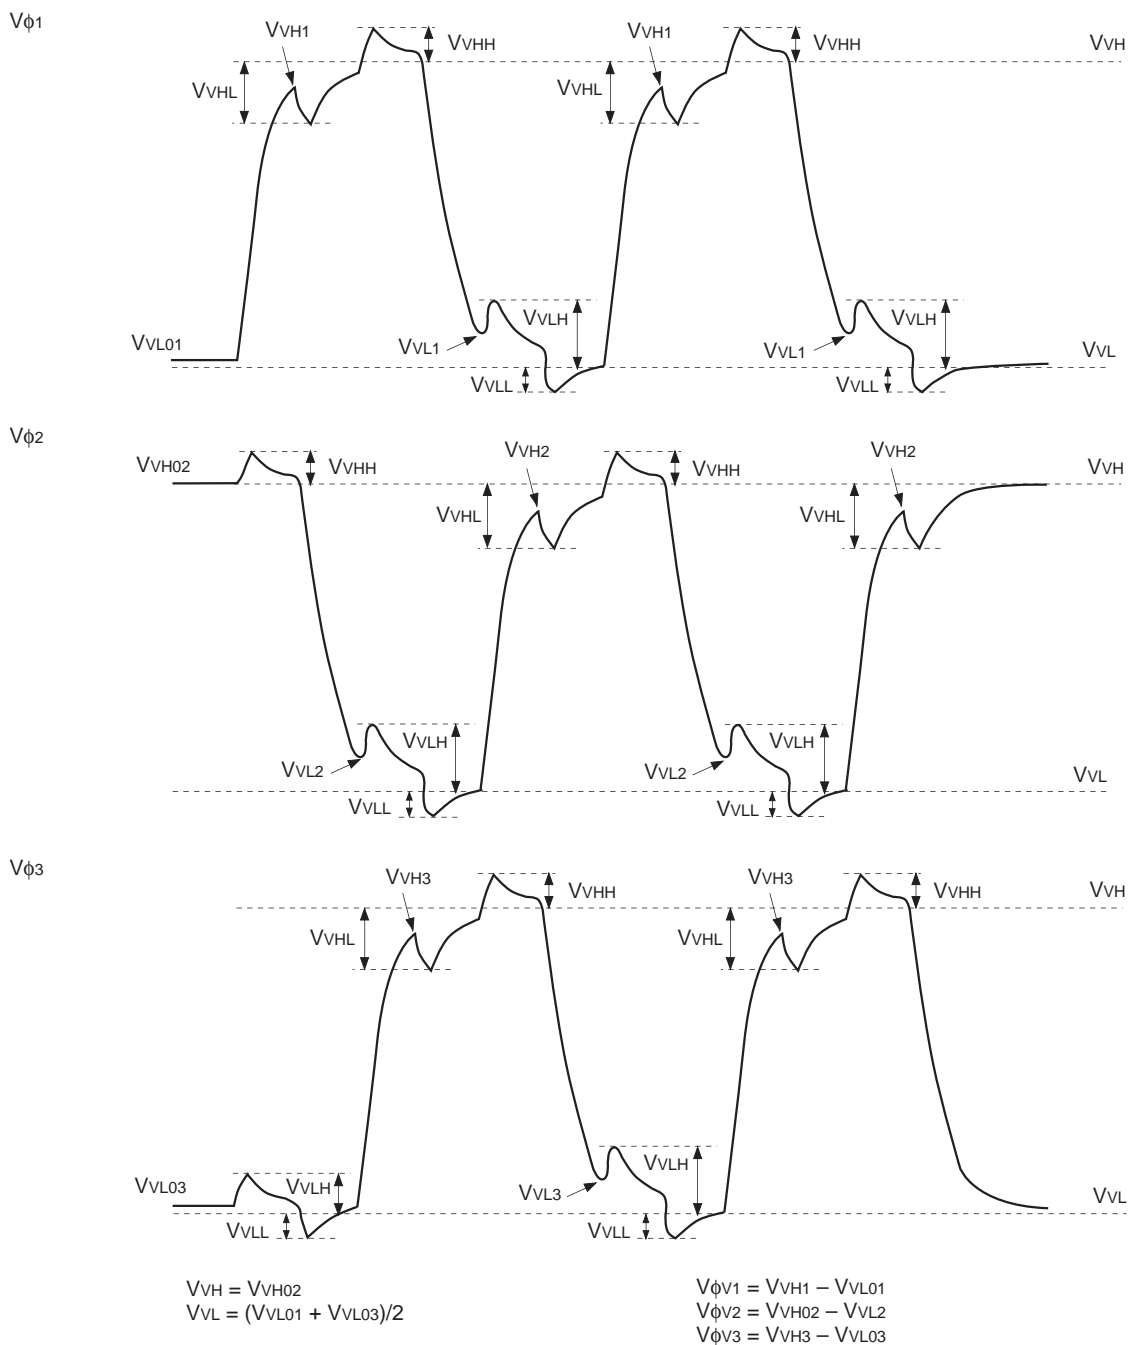 Vϕ1
VVH1 VVHH VVH1 VVHH VVH
VVHL VVHL
VVL01 VVL1 VVLH VVL1 VVLH VVL
VVLL VVLL
Vϕ2
VVH02 VVHH VVH2 VVHH VVH2 VVH
VVHL VVHL
VVL2 VVLH VVL2 VVLH VVL
VVLL VVLL
Vϕ3
VVH3 VVHH VVH3 VVHH VVH
VVHL VVHL
VVL03 VVLH VVL3 VVLH VVL
VVLL VVLL
VVH = VVH02
VVL = (VVL01 + VVL03)/2
VϕV1 = VVH1 – VVL01
VϕV2 = VVH02 – VVL2
VϕV3 = VVH3 – VVL03